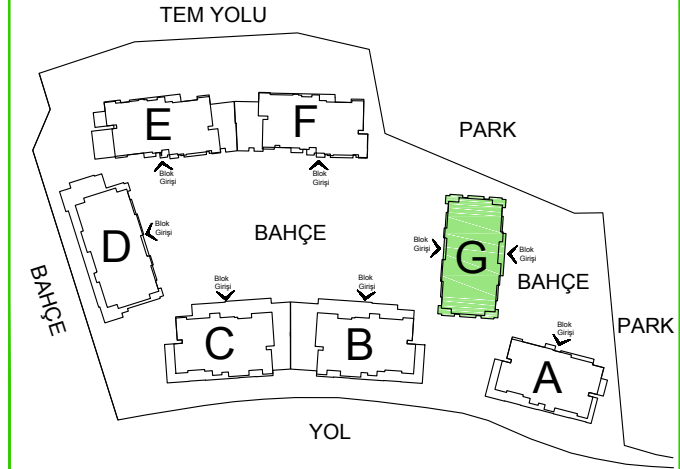 TEM YOLU
E
F
PARK
Blok
Girişi
Blok
Girişi
D
Blok
Girişi
BAHÇE
Blok
Girişi
G
Blok
Girişi
BAHÇE
BAHÇE
Blok
Girişi
Blok
Girişi
C
B
Blok
Girişi
PARK
A
YOL